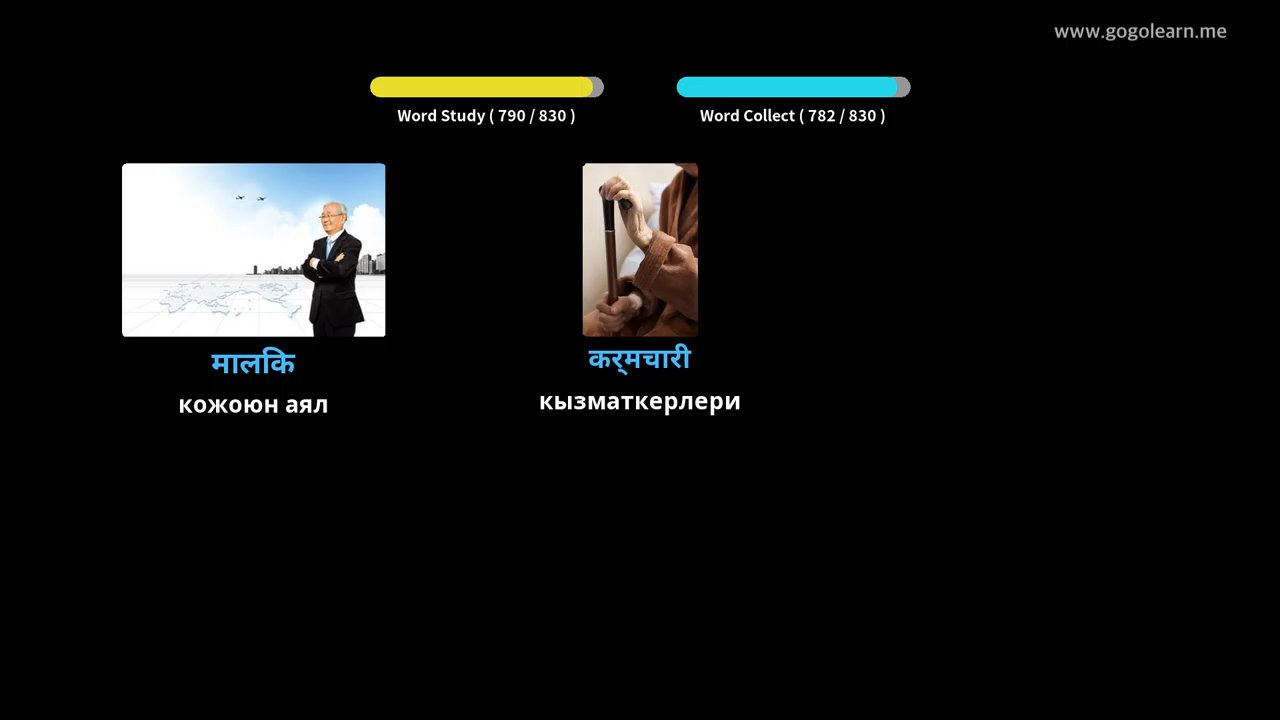 www.gogolearn.me
Word Study ( 790 / 830 )
Word Collect ( 782 / 830 )
मालकि
कर्मचारी
кожоюн аял
кызматкерлери